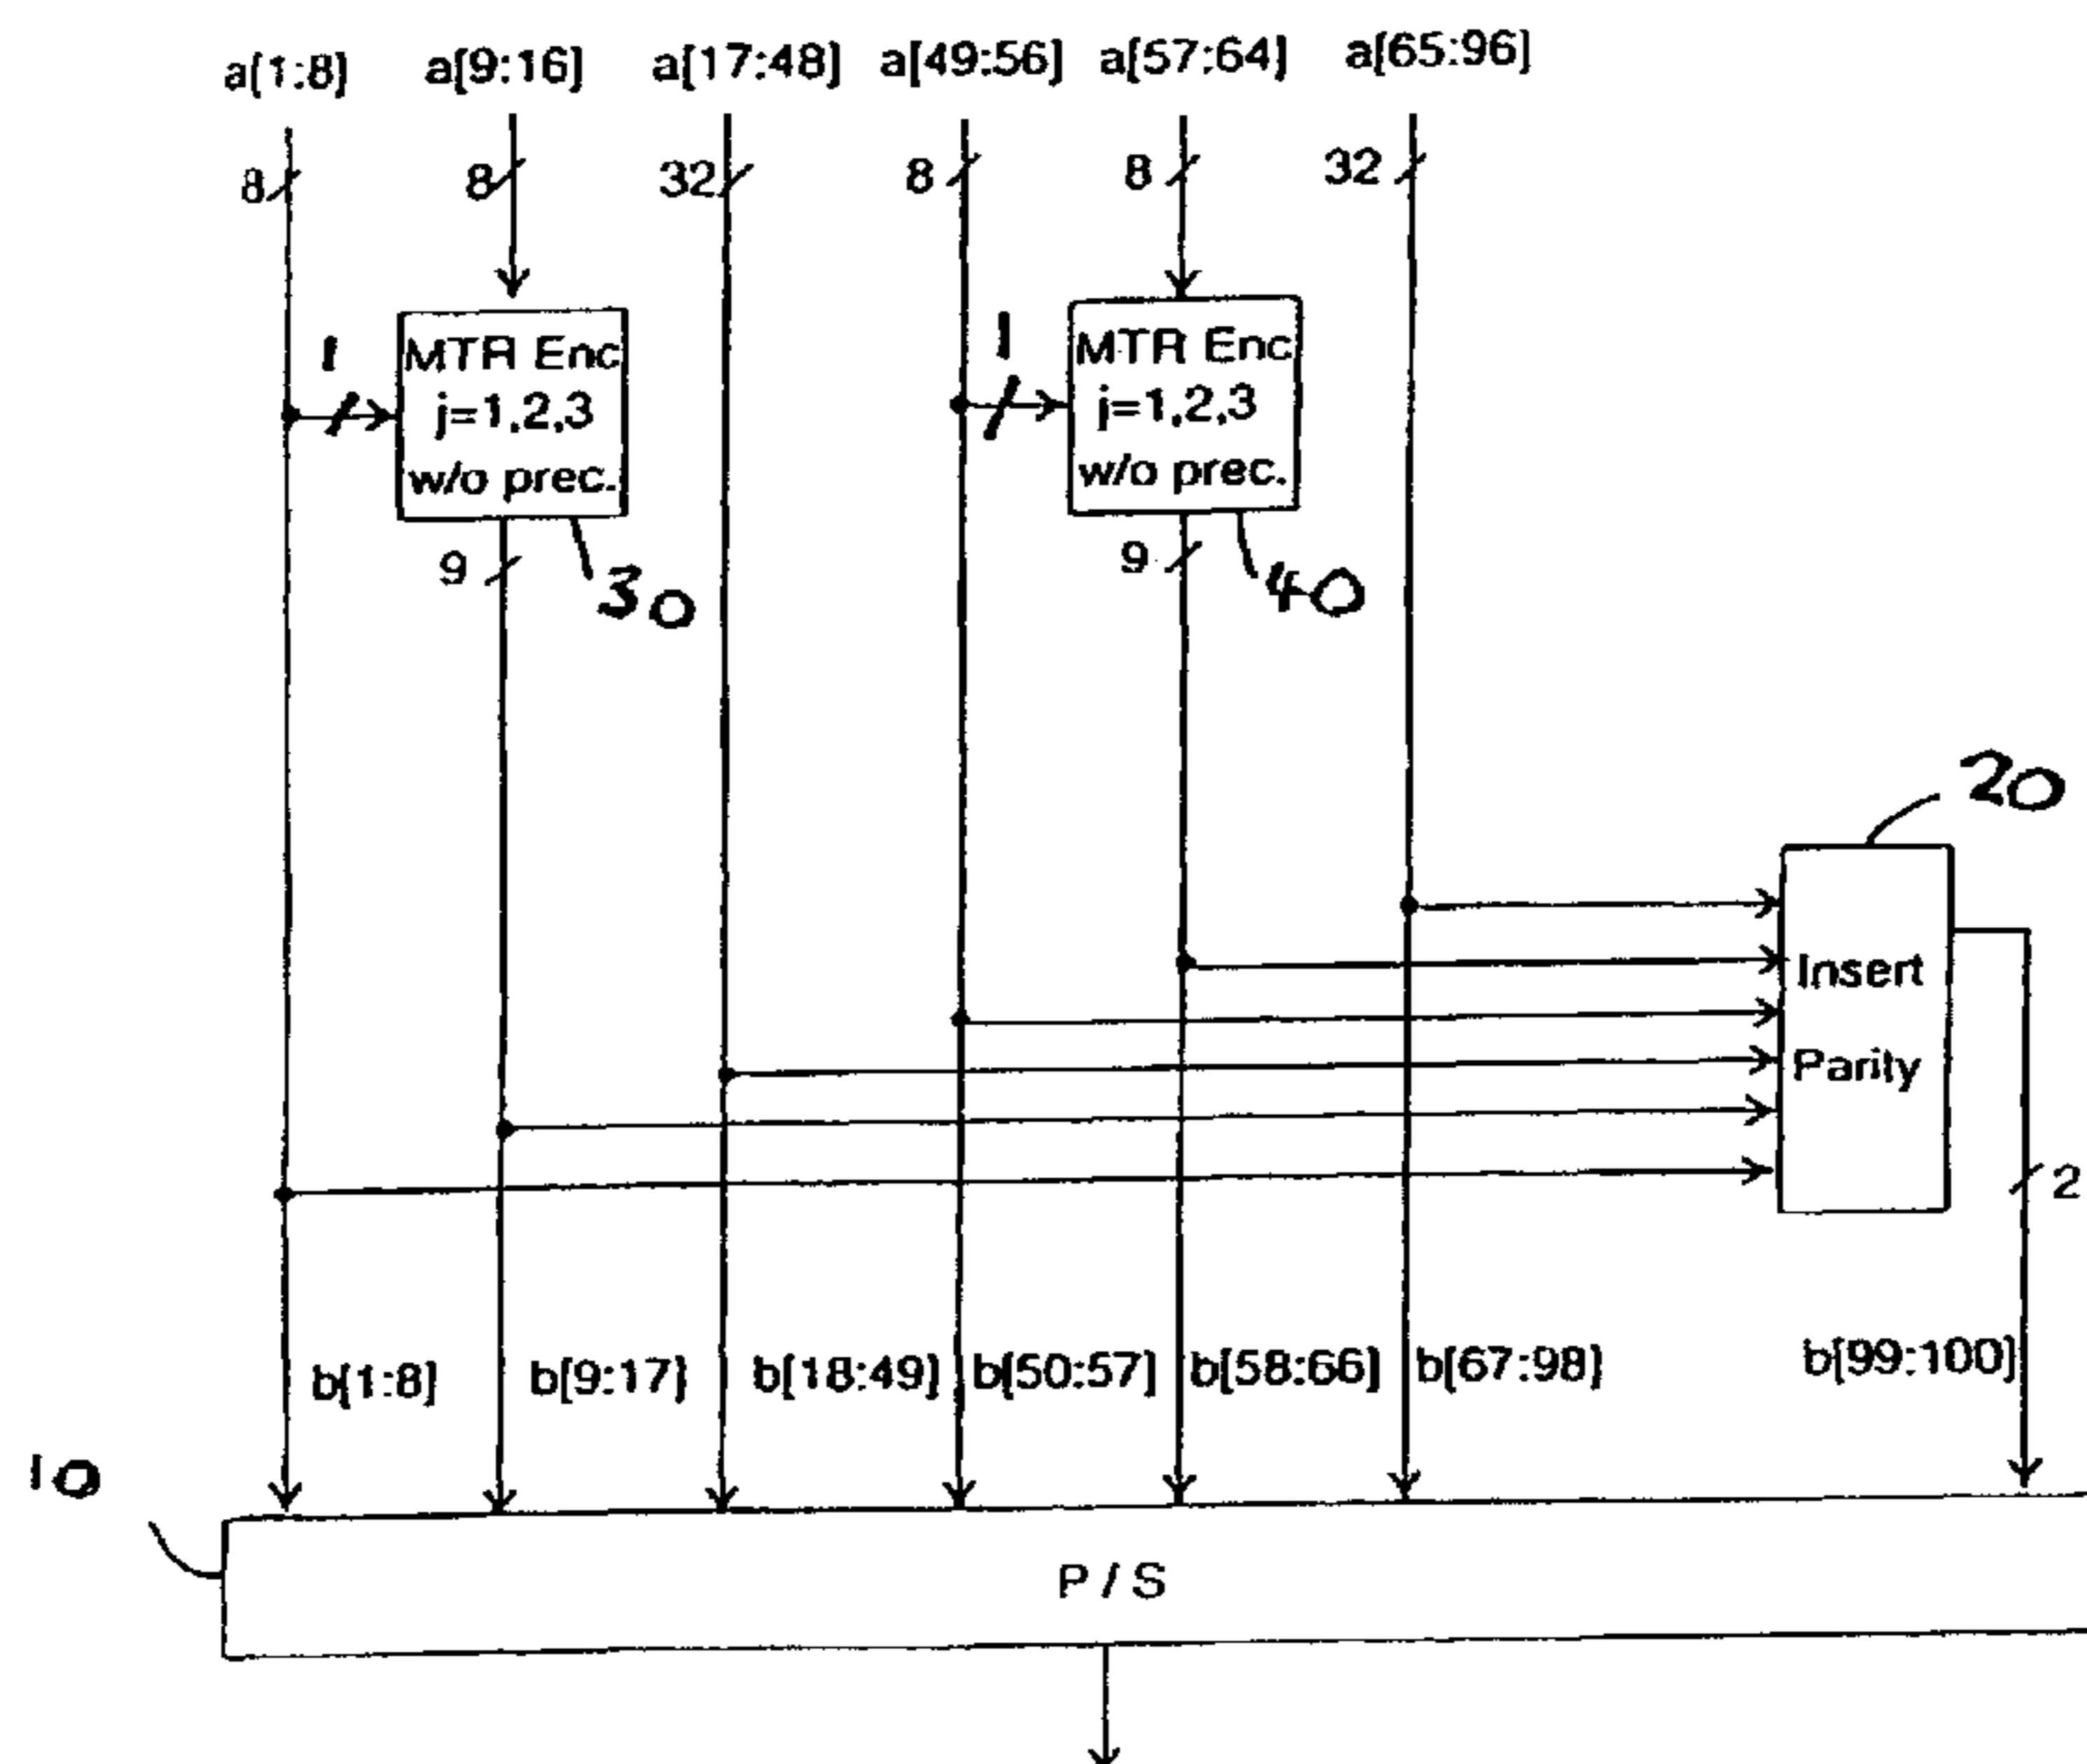 a[1:8] a[9:16] a[17:48] a[49:56] a[57:64] a[65:96]
8 8 32 8 8 32
1 MTR Enc 1 MTR Enc
j=1,2,3 j=1,2,3
w/o prec. w/o prec.
9 30 9 40
20
Insert
Parity
2
b[1:8] b[9:17] b[18:49] b[50:57] b[58:66] b[67:98] b[99:100]
10
P / S